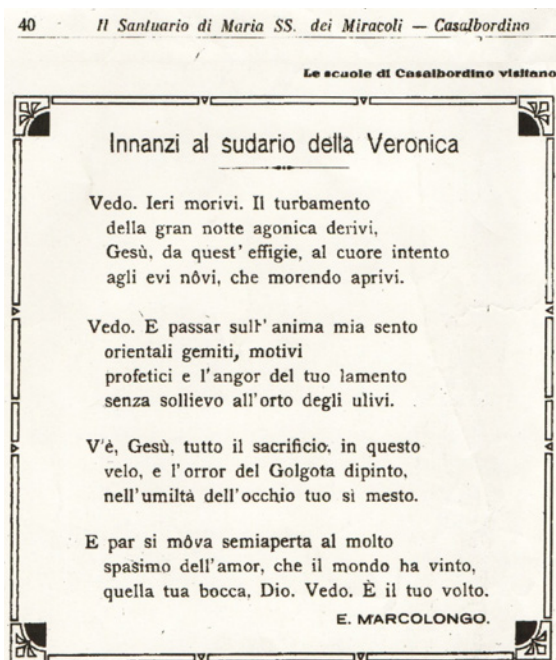 40 Il Santuario di Maria SS. dei Miracoli — Casalbordino
Le scuole di Casalbordino visitano
Innanzi al sudario della Veronica
Vedo. Ieri morivi. Il turbamento
della gran notte agonica derivi,
Gesù, da quest' effigie, al cuore intento
agli evi nôvi, che morendo aprivi.
Vedo. E passar sull' anima mia sento
orientali gemiti, motivi
profetici e l'angor del tuo lamento
senza sollievo all'orto degli ulivi.
V'è, Gesù, tutto il sacrificio, in questo
velo, e l'orror del Golgota dipinto,
nell'umiltà dell'occhio tuo sì mesto.
E par si môva semiaperta al molto
spasimo dell'amor, che il mondo ha vinto,
quella tua bocca, Dio. Vedo. È il tuo volto.
E. MARCOLONGO.